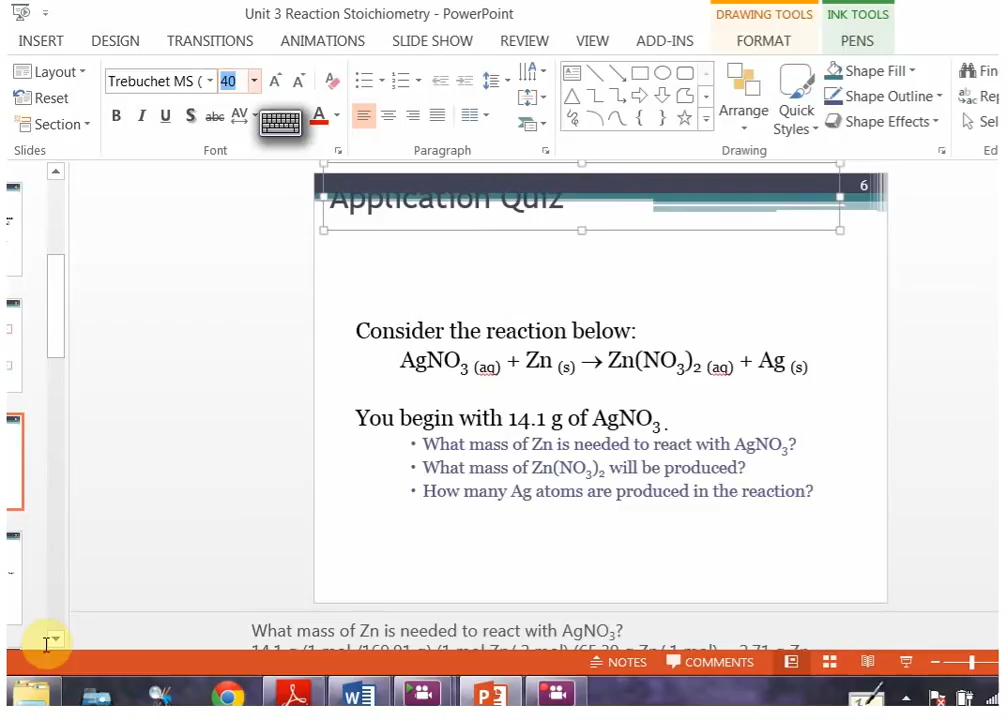 Unit 3 Reaction Stoichiometry - PowerPoint
DRAWING TOOLS INK TOOLS
INSERT DESIGN TRANSITIONS ANIMATIONS SLIDE SHOW REVIEW VIEW ADD-INS FORMAT PENS
Layout
Reset
Section
Slides
Trebuchet MS ( 40
B I U S abc AV A
Font
Paragraph
Arrange
Quick
Styles
Shape Fill
Shape Outline
Shape Effects
Drawing
Application Quiz
6
Consider the reaction below:
AgNO₃ (aq) + Zn (s) → Zn(NO₃)₂ (aq) + Ag (s)
You begin with 14.1 g of AgNO₃ .
• What mass of Zn is needed to react with AgNO₃?
• What mass of Zn(NO₃)₂ will be produced?
• How many Ag atoms are produced in the reaction?
What mass of Zn is needed to react with AgNO₃?
NOTES COMMENTS